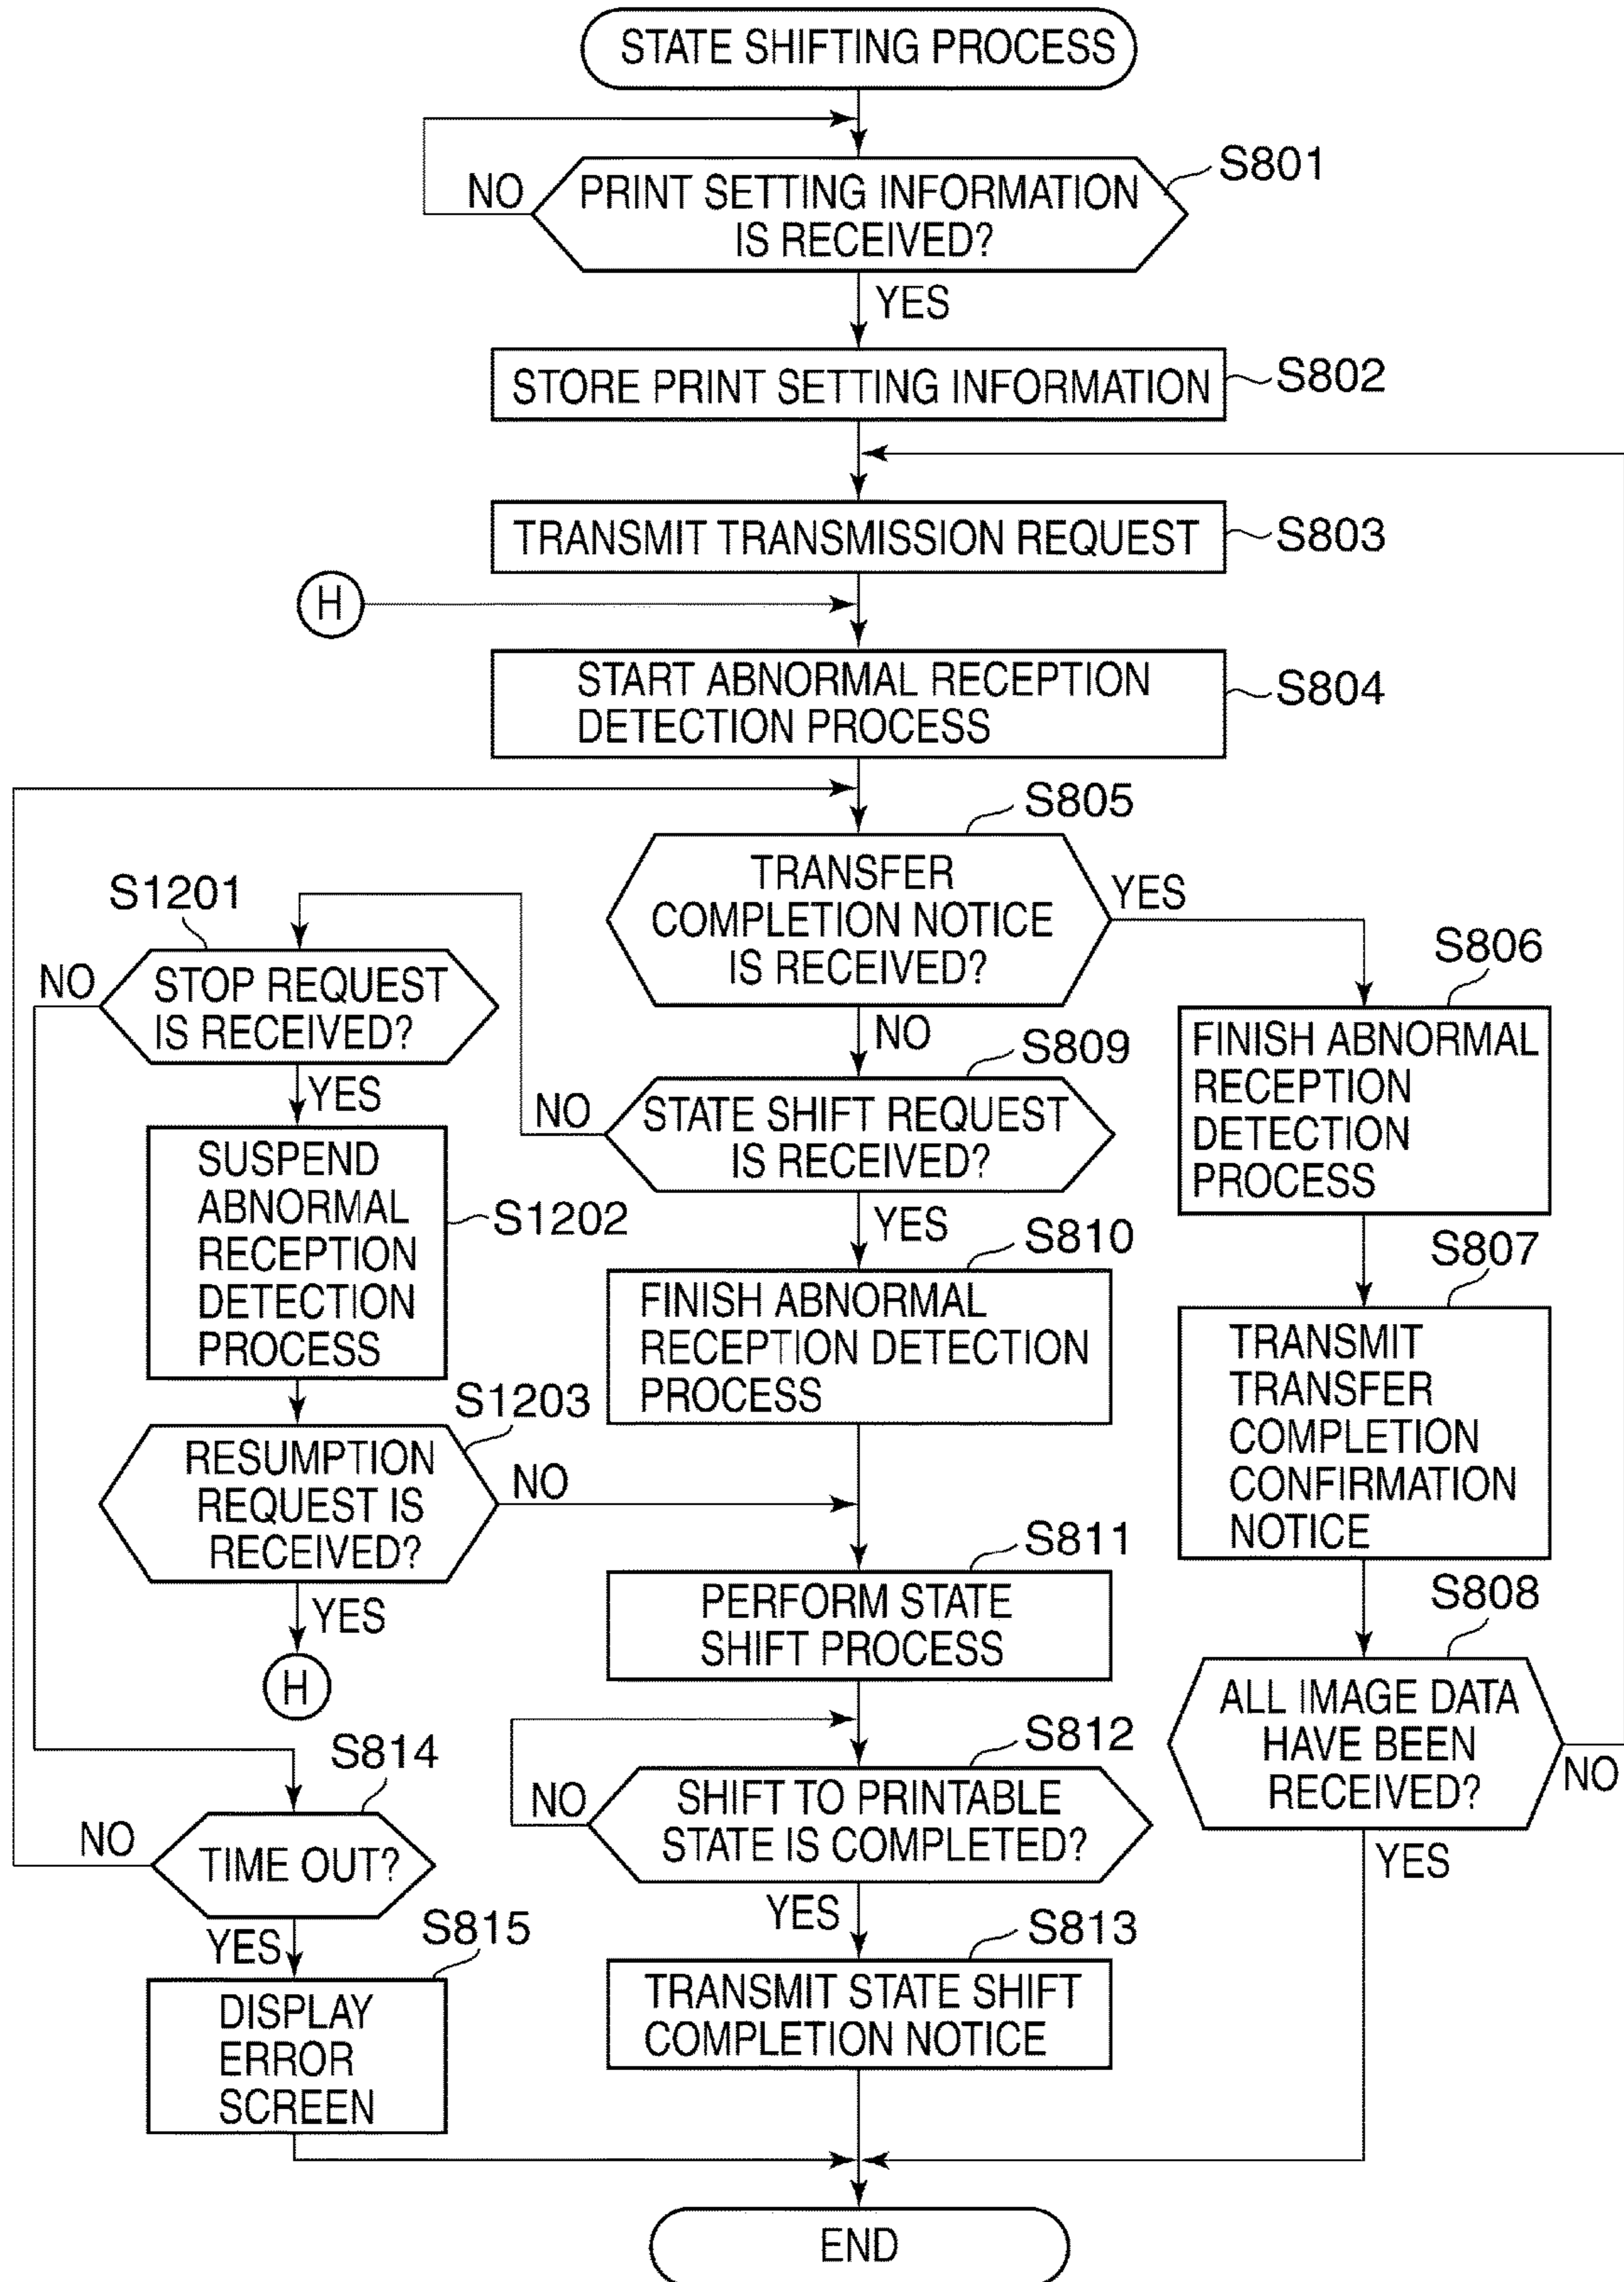 STATE SHIFTING PROCESS
S801
NO
PRINT SETTING INFORMATION
IS RECEIVED?
YES
STORE PRINT SETTING INFORMATION
S802
TRANSMIT TRANSMISSION REQUEST
S803
H
START ABNORMAL RECEPTION
DETECTION PROCESS
S804
S805
TRANSFER
COMPLETION NOTICE
IS RECEIVED?
YES
NO
S1201
NO
STOP REQUEST
IS RECEIVED?
YES
S809
NO
STATE SHIFT REQUEST
IS RECEIVED?
YES
S806
FINISH ABNORMAL
RECEPTION
DETECTION
PROCESS
SUSPEND
ABNORMAL
RECEPTION
DETECTION
PROCESS
S1202
S810
FINISH ABNORMAL
RECEPTION DETECTION
PROCESS
S807
TRANSMIT
TRANSFER
COMPLETION
CONFIRMATION
NOTICE
S1203
RESUMPTION
REQUEST IS
RECEIVED?
NO
YES
H
S811
PERFORM STATE
SHIFT PROCESS
S808
ALL IMAGE DATA
HAVE BEEN
RECEIVED?
NO
YES
S812
NO
SHIFT TO PRINTABLE
STATE IS COMPLETED?
YES
S814
NO
TIME OUT?
YES
S815
DISPLAY
ERROR
SCREEN
S813
TRANSMIT STATE SHIFT
COMPLETION NOTICE
END